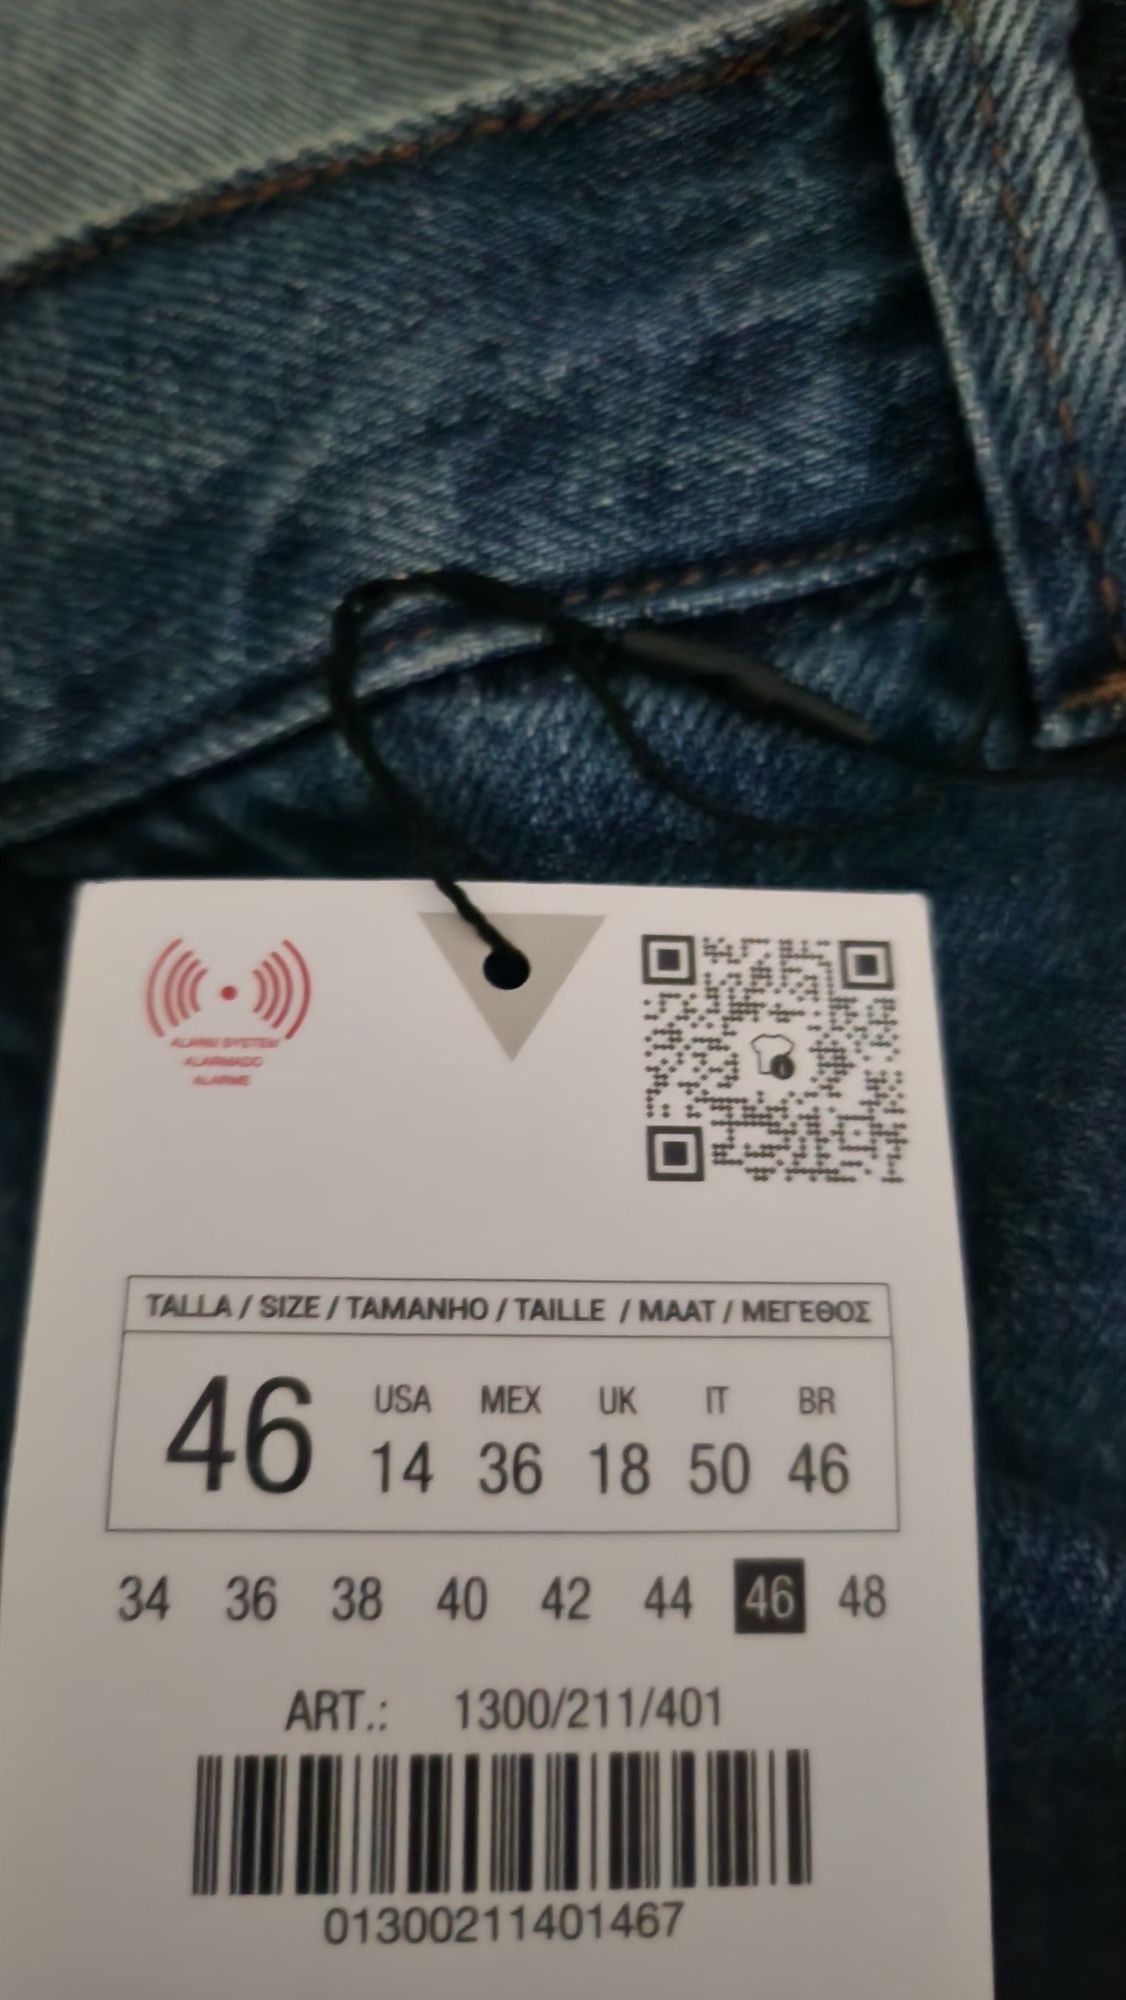 ALARM SYSTEM
ALARMADO
ALARME
TALLA / SIZE / TAMANHO / TAILLE / MAAT / ΜΕΓΕΘΟΣ
46
USA MEX UK IT BR
14 36 18 50 46
34 36 38 40 42 44 46 48
ART.: 1300/211/401
01300211401467